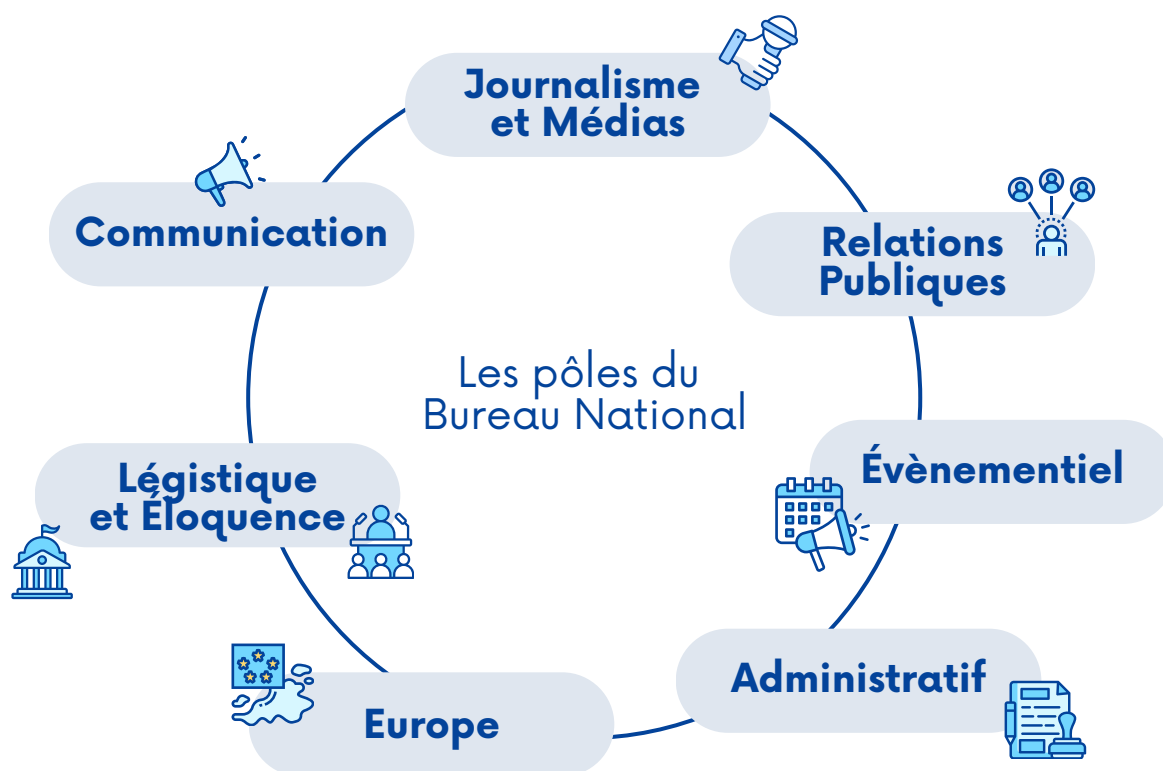 Journalisme
et Médias
Communication
Relations
Publiques
Les pôles du
Bureau National
Légistique
et Éloquence
Évènementiel
Administratif
Europe